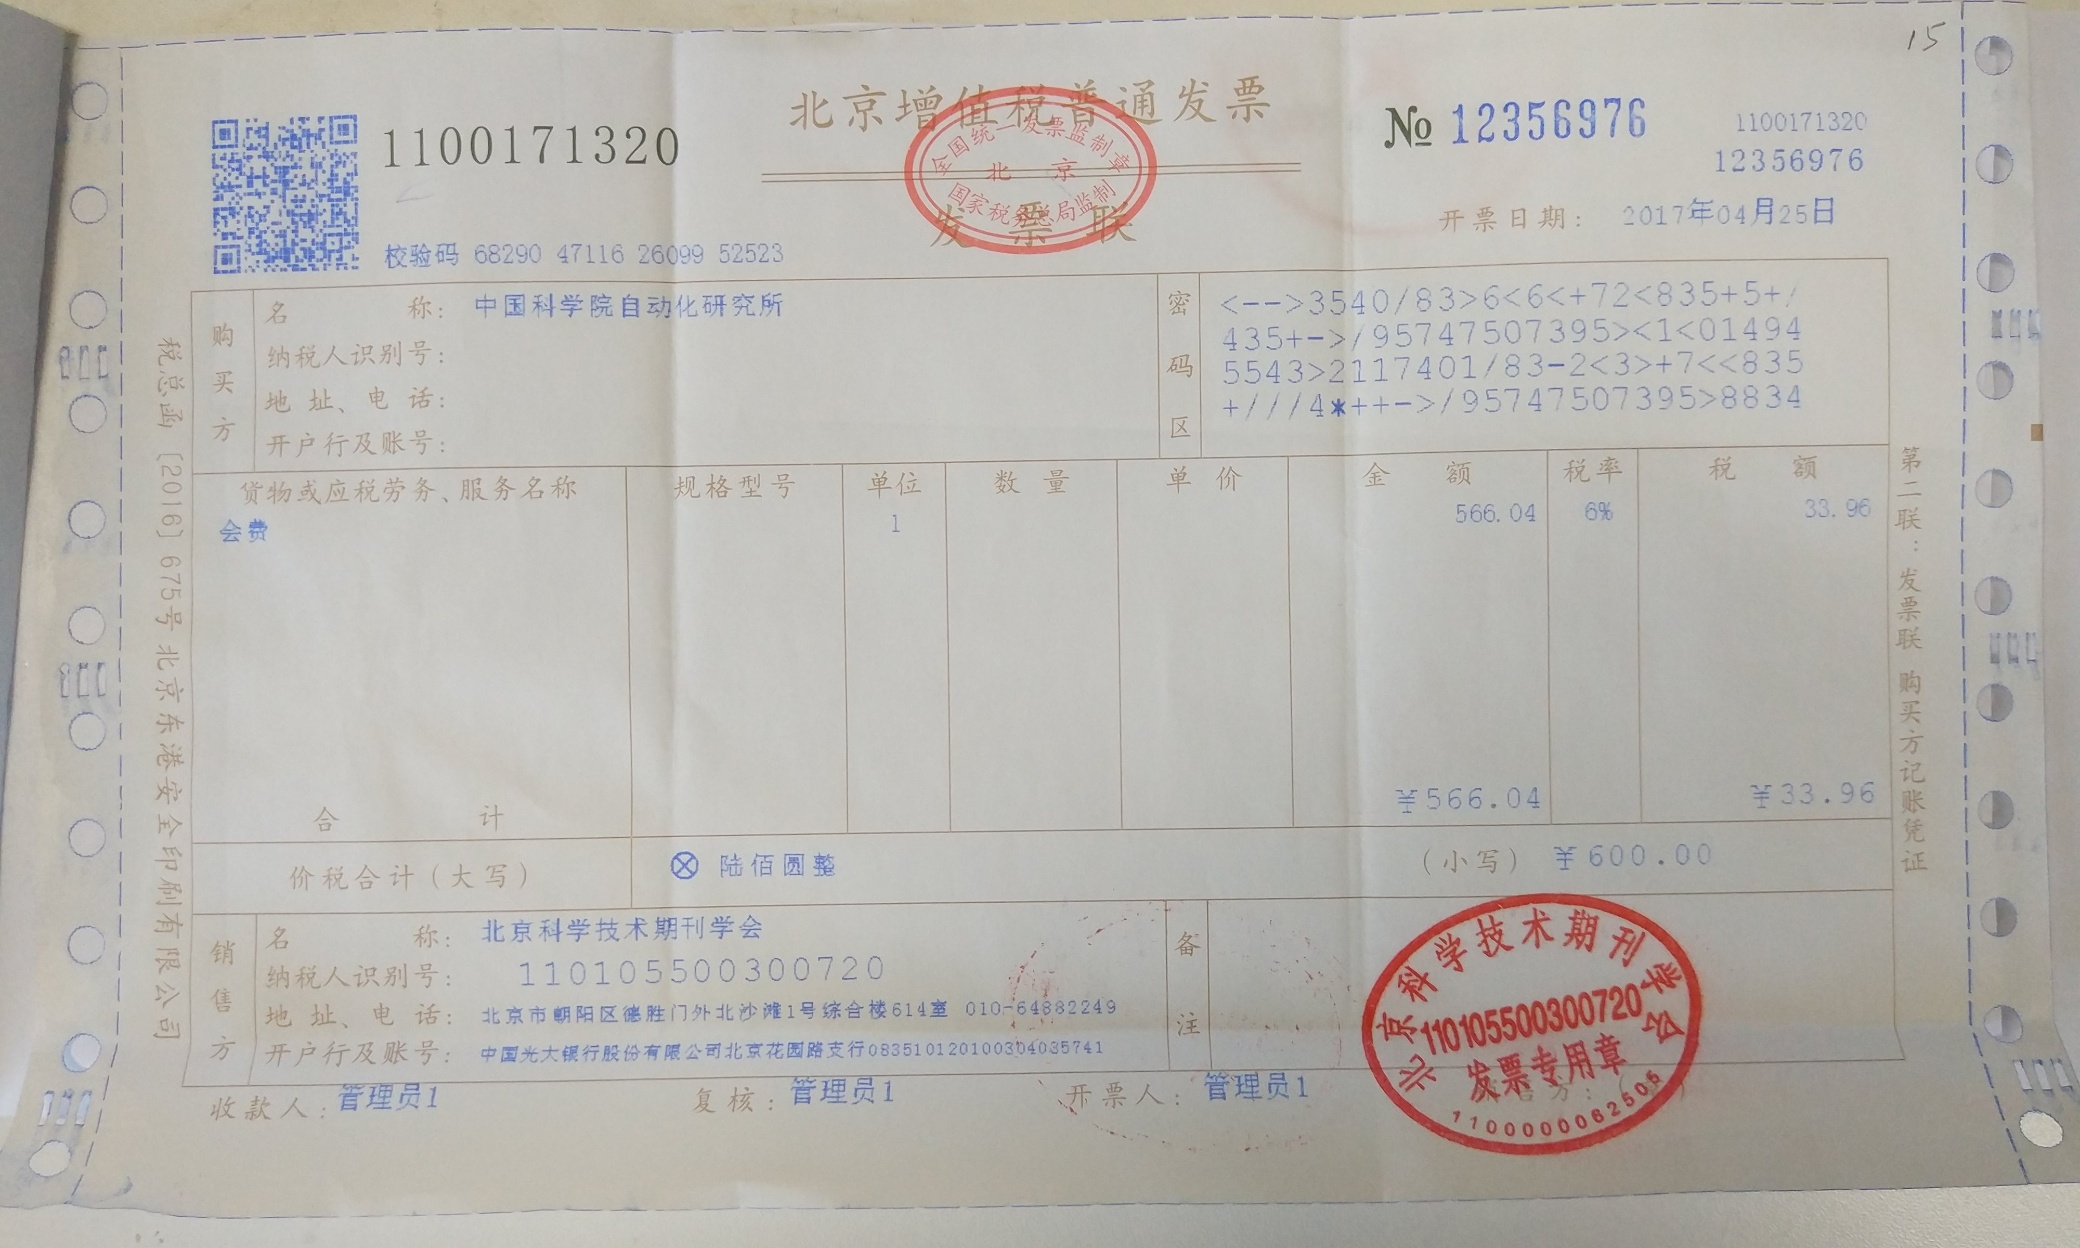 15
北京增值税普通发票
全国统一发票监制章
北京
国家税务总局监制
发票联
1100171320
№ 12356976
1100171320
12356976
校验码 68290 47116 26099 52523
开票日期: 2017年04月25日
购买方
名称: 中国科学院自动化研究所
纳税人识别号:
地址、电话:
开户行及账号:
密码区
<-->3540/83>6<6<+72<835+5+/
435+->/95747507395><1<01494
5543>2117401/83-2<3>+7<<835
+///4*++->/95747507395>8834
货物或应税劳务、服务名称 规格型号 单位 数量 单价 金额 税率 税额
会费 1 566.04 6% 33.96
合计 ¥566.04 ¥33.96
价税合计(大写) ⊗ 陆佰圆整 (小写) ¥600.00
销售方
名称: 北京科学技术期刊学会
纳税人识别号: 110105500300720
地址、电话: 北京市朝阳区德胜门外北沙滩1号综合楼614室 010-64882249
开户行及账号: 中国光大银行股份有限公司北京花园路支行083510120100304035741
备注
收款人: 管理员1 复核: 管理员1 开票人: 管理员1
北京科学技术期刊学会
110105500300720
发票专用章
1100000062506
税总函〔2016〕675号北京东港安全印刷有限公司
第二联:发票联 购买方记账凭证